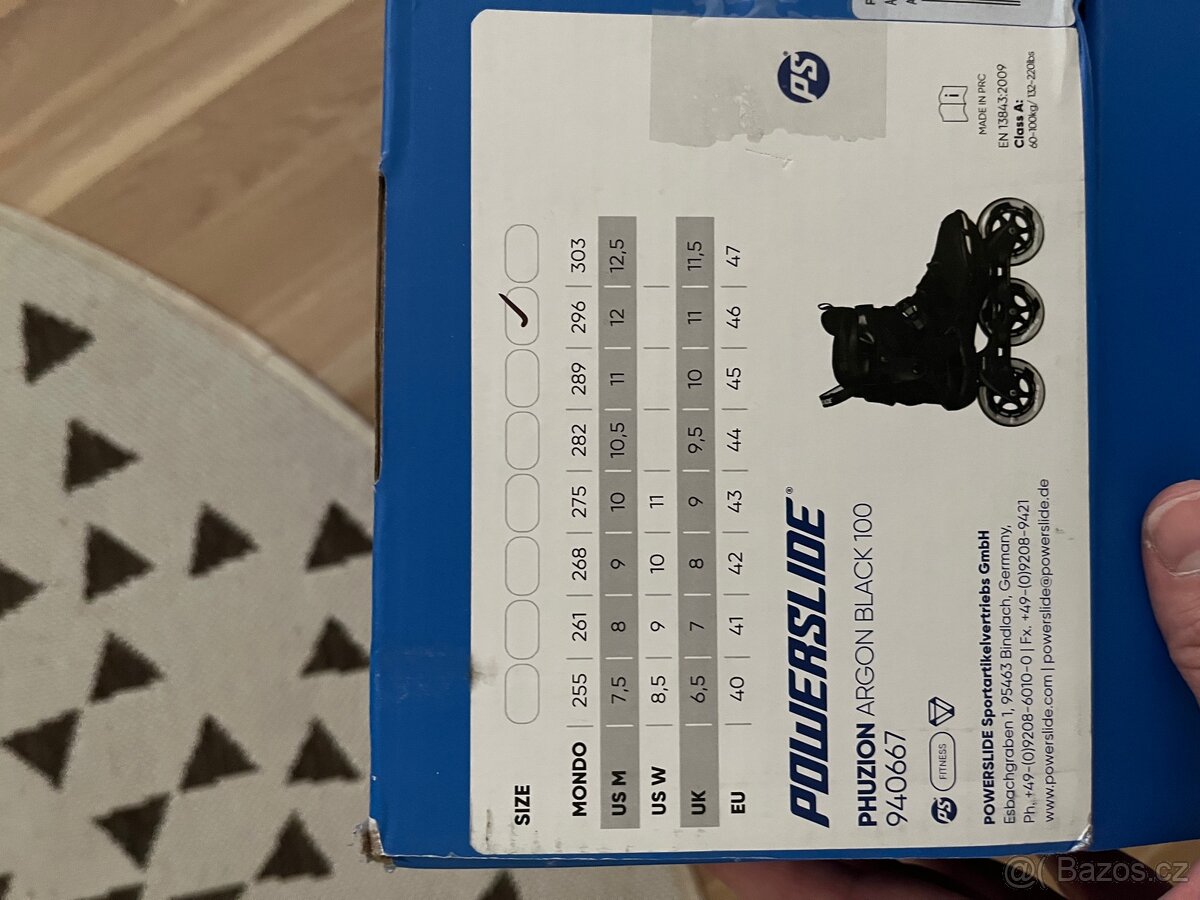 PS®
SIZE ✓
MONDO | 255 | 261 | 268 | 275 | 282 | 289 | 296 | 303
US M | 7,5 | 8 | 9 | 10 | 10,5 | 11 | 12 | 12,5
US W | 8,5 | 9 | 10 | 11
UK | 6,5 | 7 | 8 | 9 | 9,5 | 10 | 11 | 11,5
EU | 40 | 41 | 42 | 43 | 44 | 45 | 46 | 47
POWERSLIDE®
PHUZION ARGON BLACK 100
940667
PS FITNESS
POWERSLIDE Sportartikelvertriebs GmbH
Esbachgraben 1, 95463 Bindlach, Germany,
Ph. +49-(0)9208-6010-0 | Fx. +49-(0)9208-9421
www.powerslide.com | powerslide@powerslide.de
MADE IN PRC
EN 13843:2009
Class A:
60-100kg/ 132-220lbs
@( Bazos.cz